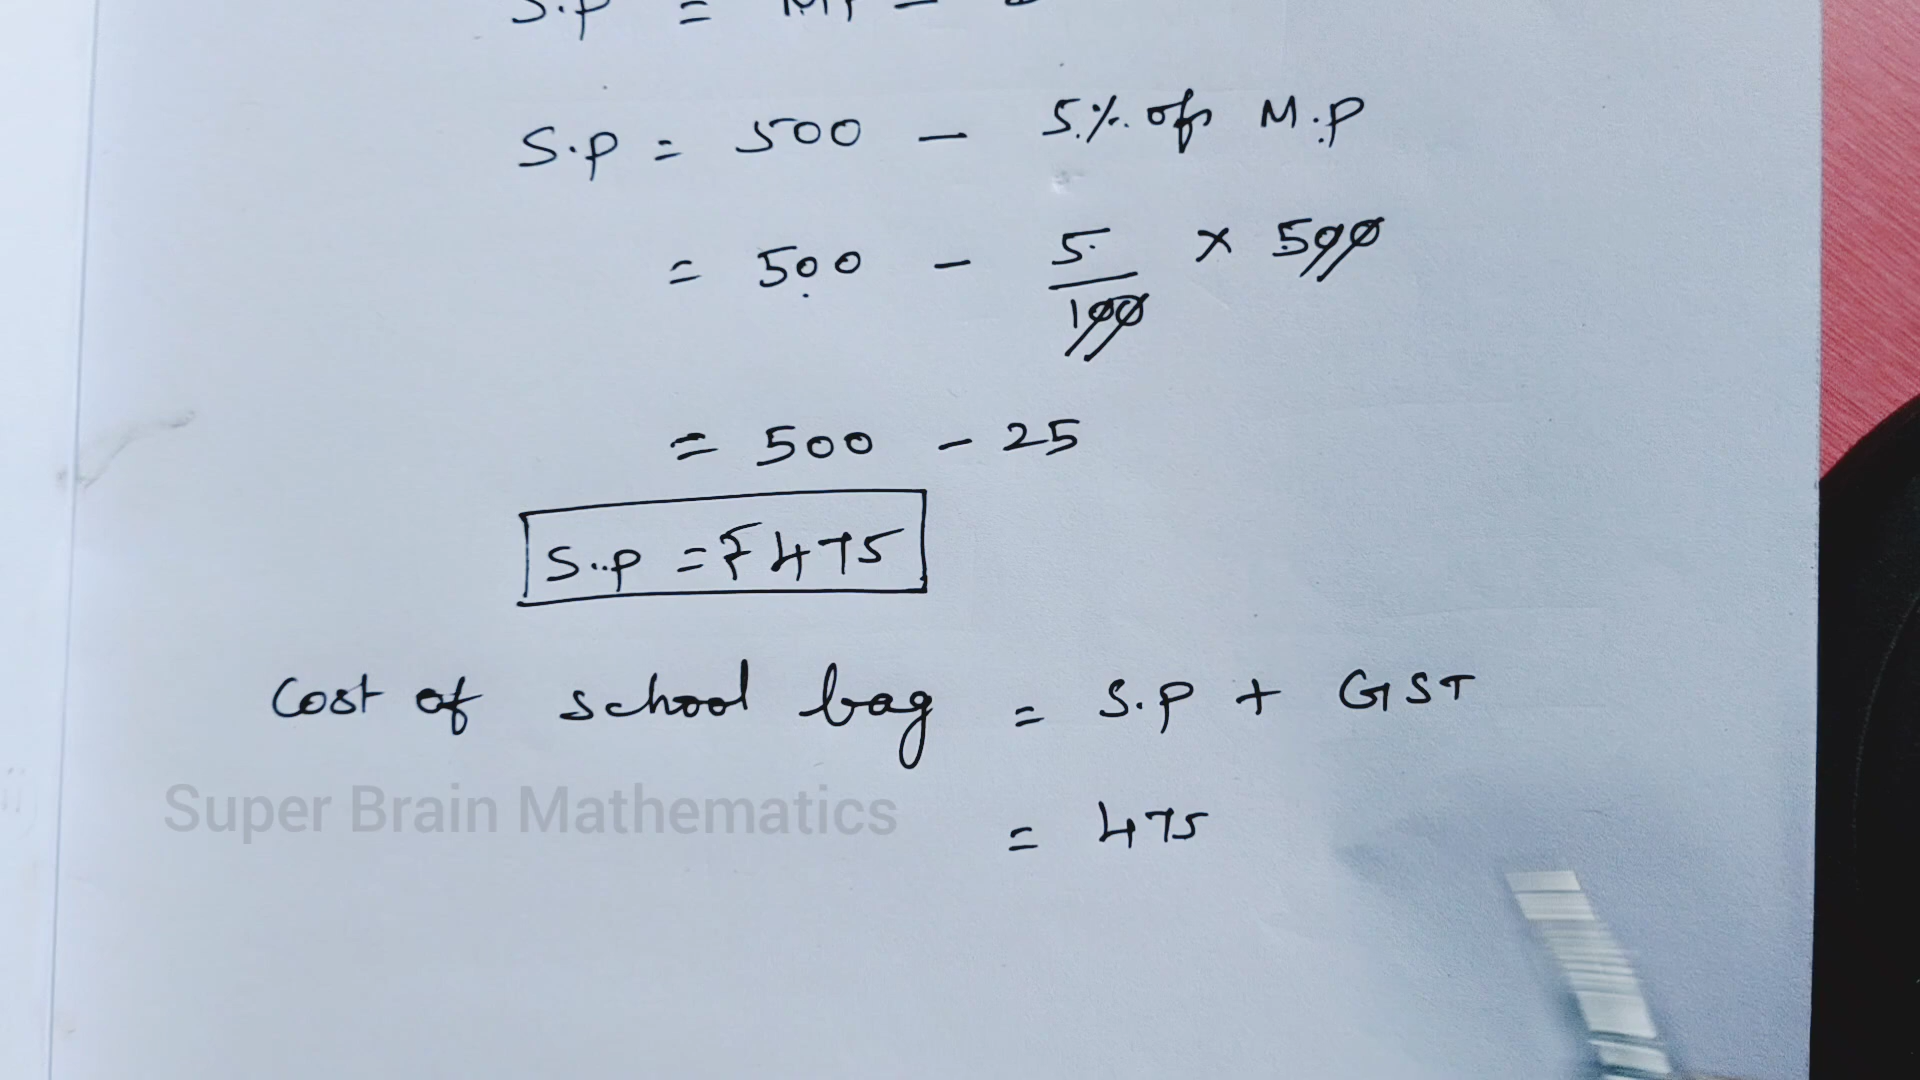 S.P = MP -
S.P = 500 - 5% of M.P
= 500 - 5/100 × 500
= 500 - 25
S.P = ₹475
Cost of school bag = S.P + GST
Super Brain Mathematics
= 475